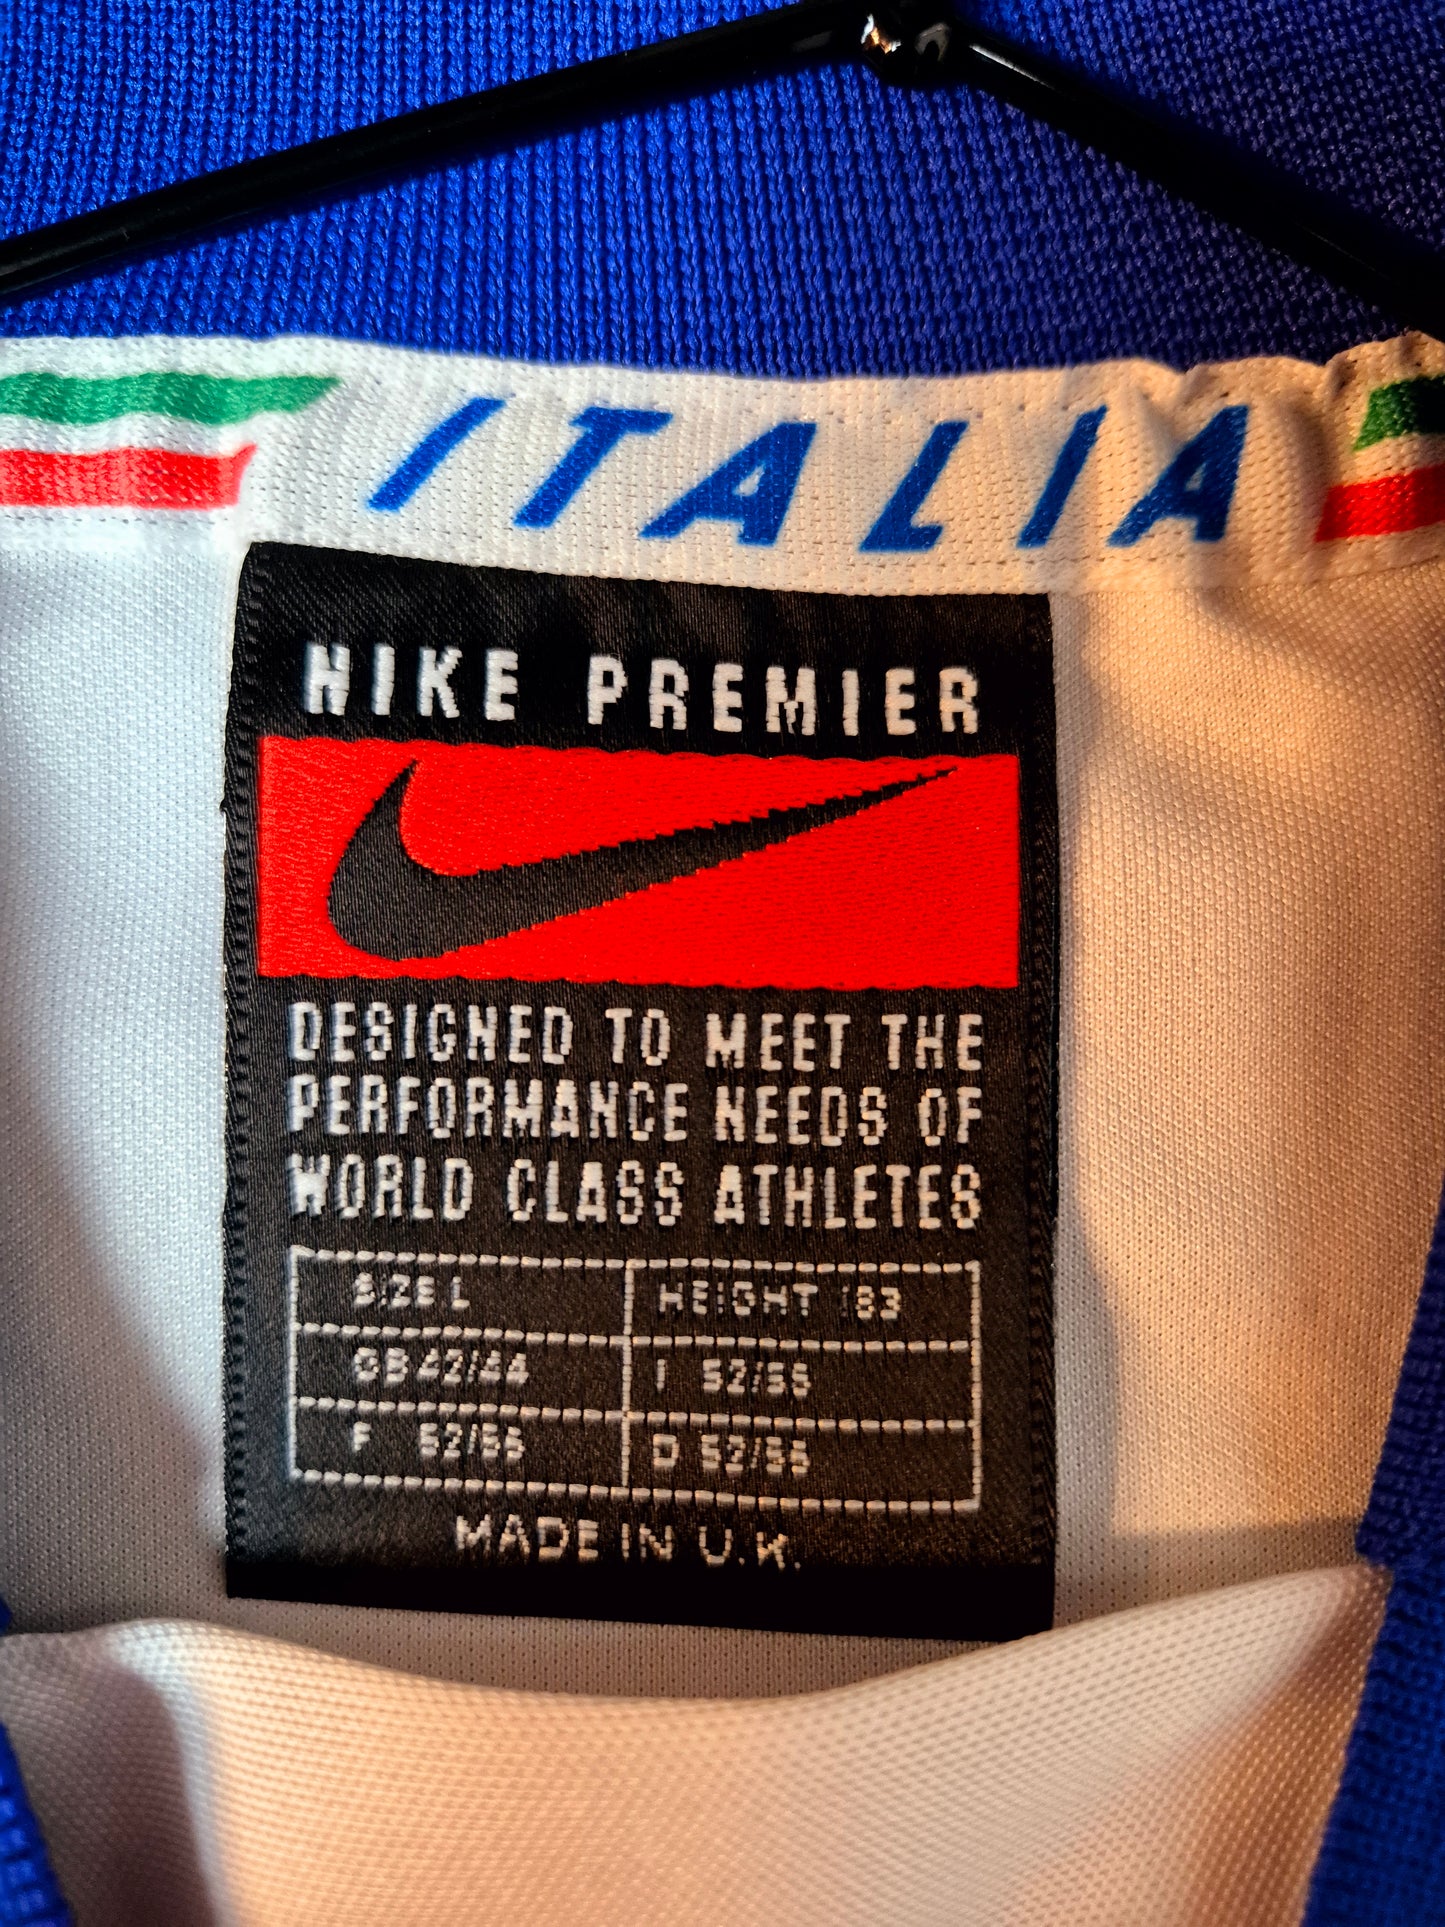 ITALIA
NIKE PREMIER
DESIGNED TO MEET THE
PERFORMANCE NEEDS OF
WORLD CLASS ATHLETES
SIZE L HEIGHT 183
GB 42/44 I 52/55
F 52/55 D 52/55
MADE IN U.K.